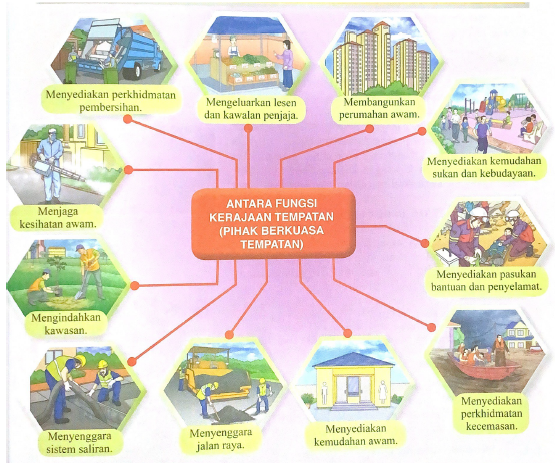 Menyediakan perkhidmatan
pembersihan.
Mengeluarkan lesen
dan kawalan penjaja.
Membangunkan
perumahan awam.
Menyediakan kemudahan
sukan dan kebudayaan.
Menjaga
kesihatan awam.
ANTARA FUNGSI
KERAJAAN TEMPATAN
(PIHAK BERKUASA
TEMPATAN)
Menyediakan pasukan
bantuan dan penyelamat.
Mengindahkan
kawasan.
Menyenggara
sistem saliran.
Menyenggara
jalan raya.
Menyediakan
kemudahan awam.
Menyediakan
perkhidmatan
kecemasan.